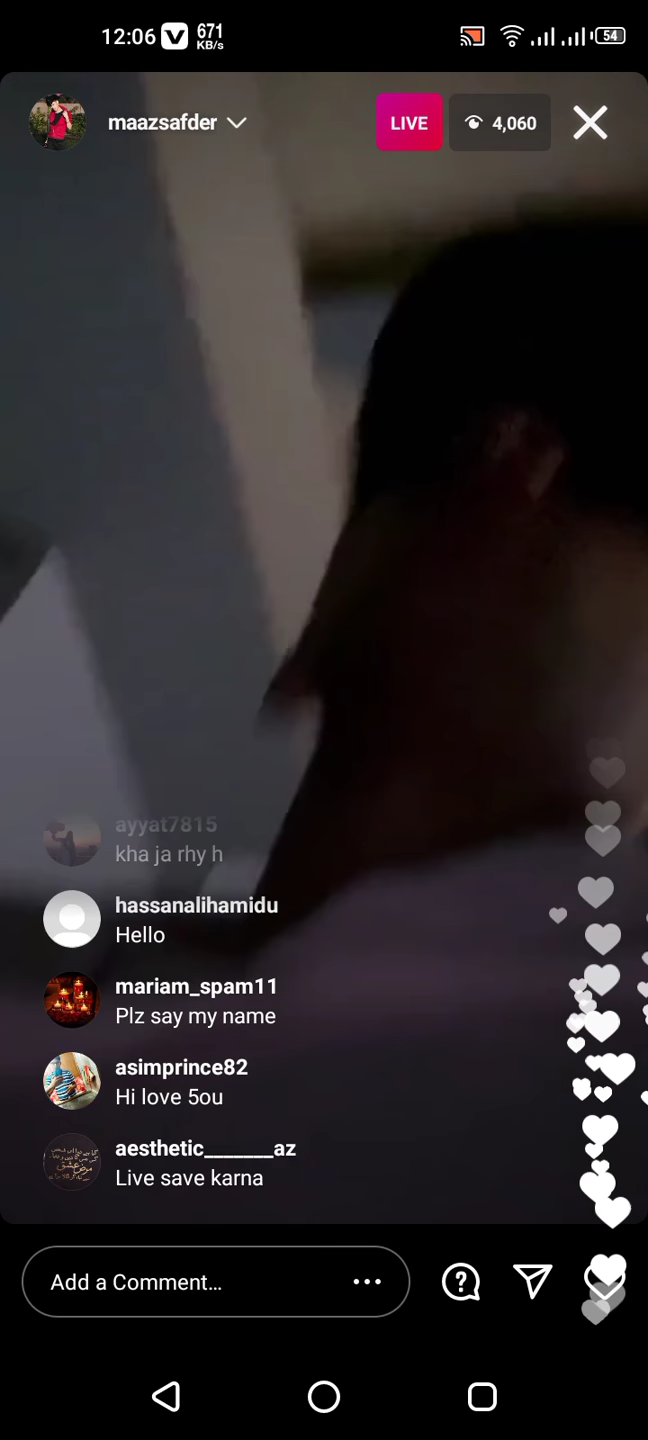 12:06 V 671 KB/s 54
maazsafder LIVE 4,060
ayyat7815
kha ja rhy h
hassanalihamidu
Hello
mariam_spam11
Plz say my name
asimprince82
Hi love 5ou
aesthetic_______az
Live save karna
Add a Comment...